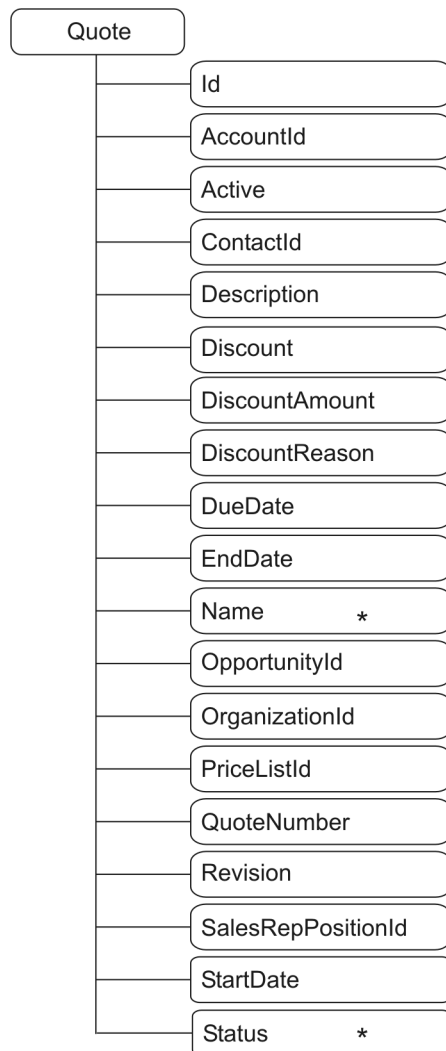 Quote
Id
AccountId
Active
ContactId
Description
Discount
DiscountAmount
DiscountReason
DueDate
EndDate
Name *
OpportunityId
OrganizationId
PriceListId
QuoteNumber
Revision
SalesRepPositionId
StartDate
Status *